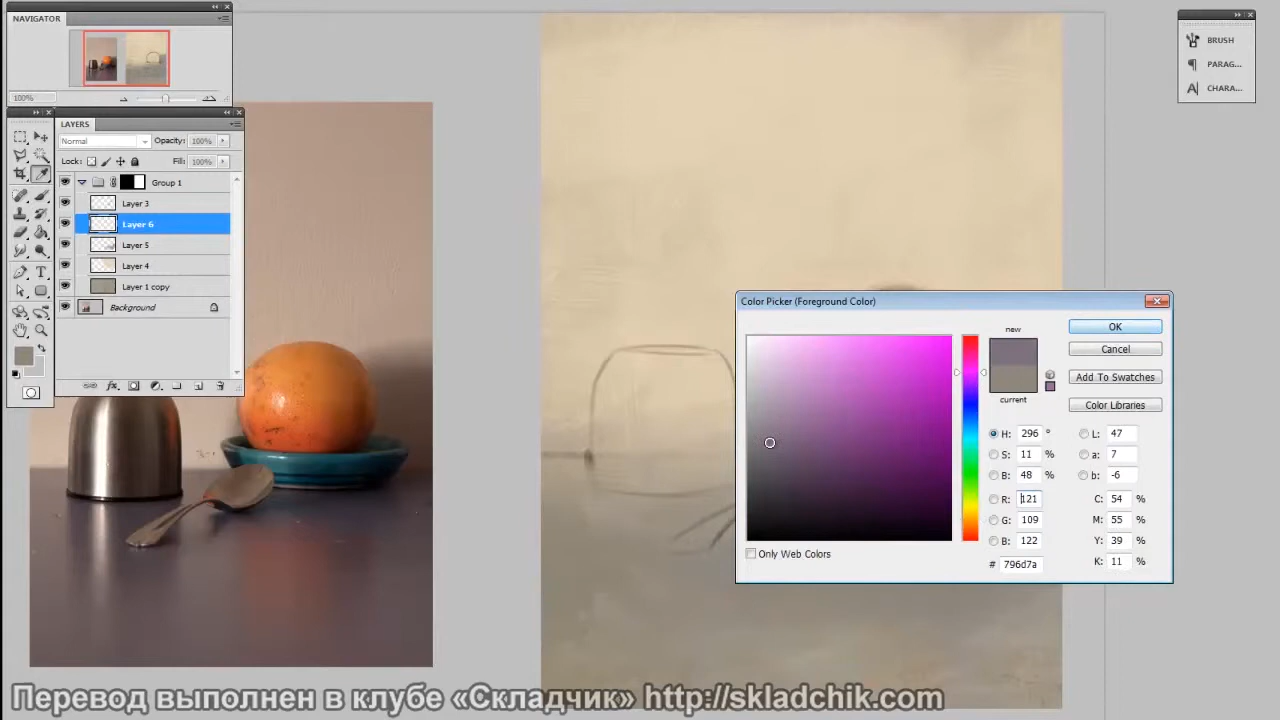 NAVIGATOR
100%
LAYERS
Normal
Opacity: 100%
Lock:
Fill: 100%
Group 1
Layer 3
Layer 6
Layer 5
Layer 4
Layer 1 copy
Background
fx
T
BRUSH
PARAG...
CHARA...
Color Picker (Foreground Color)
new
current
OK
Cancel
Add To Swatches
Color Libraries
H: 296 °
L: 47
S: 11 %
a: 7
B: 48 %
b: -6
R: 121
C: 54 %
G: 109
M: 55 %
B: 122
Y: 39 %
# 796d7a
K: 11 %
Only Web Colors
Перевод выполнен в клубе «Складчик» http://skladchik.com